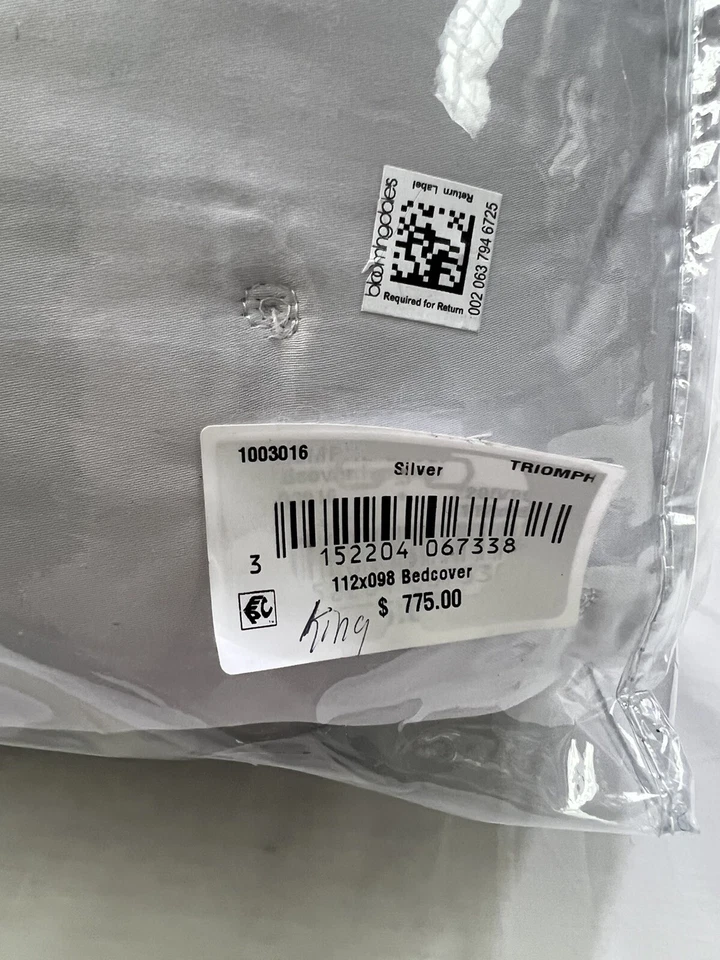 bloomingdales
Return Label
Required for Return
002 063 794 6725
1003016
Silver
TRIOMPH
3 152204 067338
112x098 Bedcover
$ 775.00
King